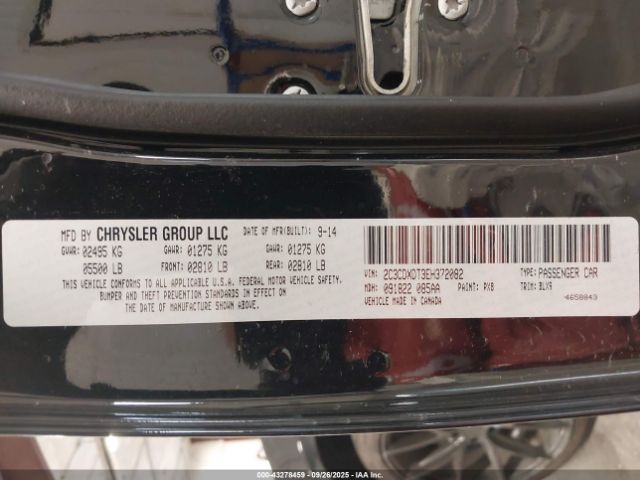 MFD BY CHRYSLER GROUP LLC DATE OF MFR(BUILT): 9-14
GVWR: 02495 KG GAWR: 01275 KG GAWR: 01275 KG
05500 LB FRONT: 02810 LB REAR: 02810 LB
THIS VEHICLE CONFORMS TO ALL APPLICABLE U.S.A. FEDERAL MOTOR VEHICLE SAFETY,
BUMPER AND THEFT PREVENTION STANDARDS IN EFFECT ON
THE DATE OF MANUFACTURE SHOWN ABOVE.
VIN: 2C3CDXDT3EH372082 TYPE: PASSENGER CAR
MDH: 091822 085AA PAINT: PX8 TRIM: BLX9
MADE IN CANADA
4658843
000-43278459 - 09/26/2025 - IAAI.com